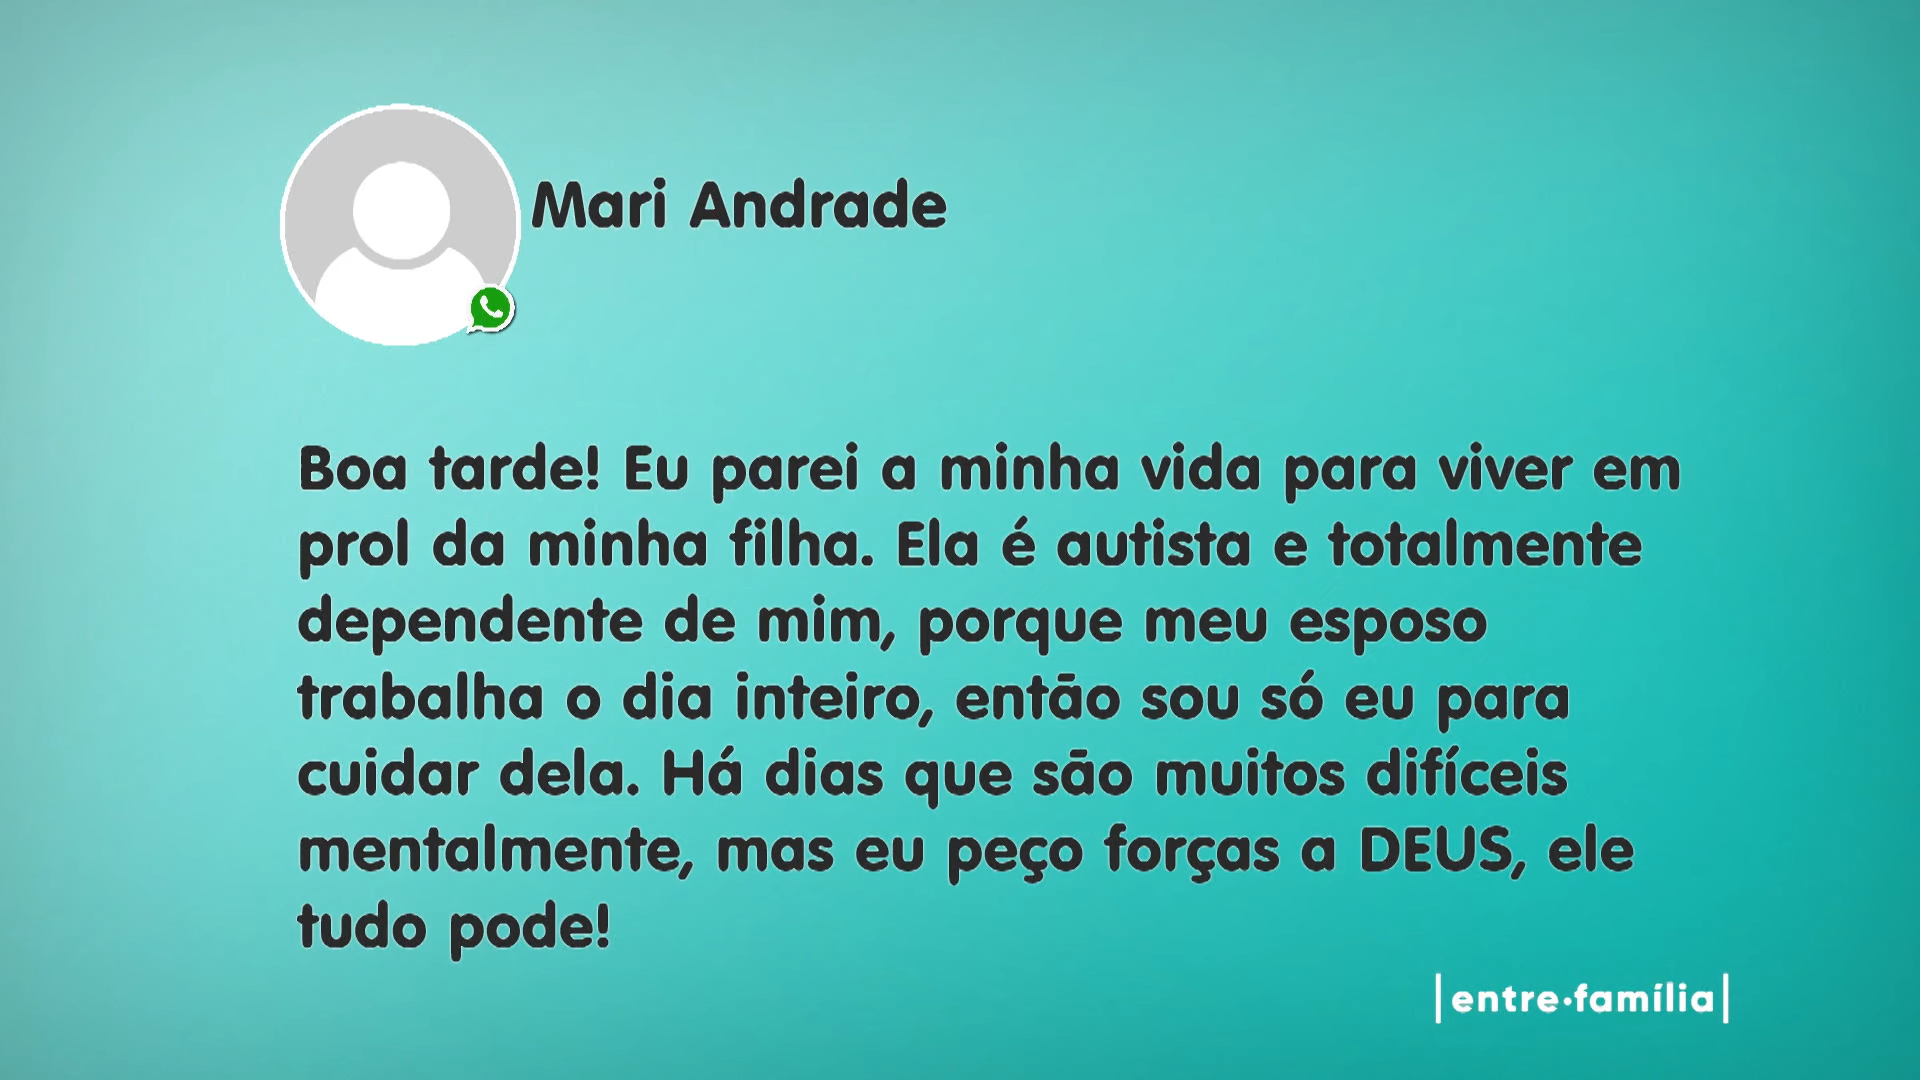 Mari Andrade
Boa tarde! Eu parei a minha vida para viver em
prol da minha filha. Ela é autista e totalmente
dependente de mim, porque meu esposo
trabalha o dia inteiro, então sou só eu para
cuidar dela. Há dias que são muitos difíceis
mentalmente, mas eu peço forças a DEUS, ele
tudo pode!
|entre•família|